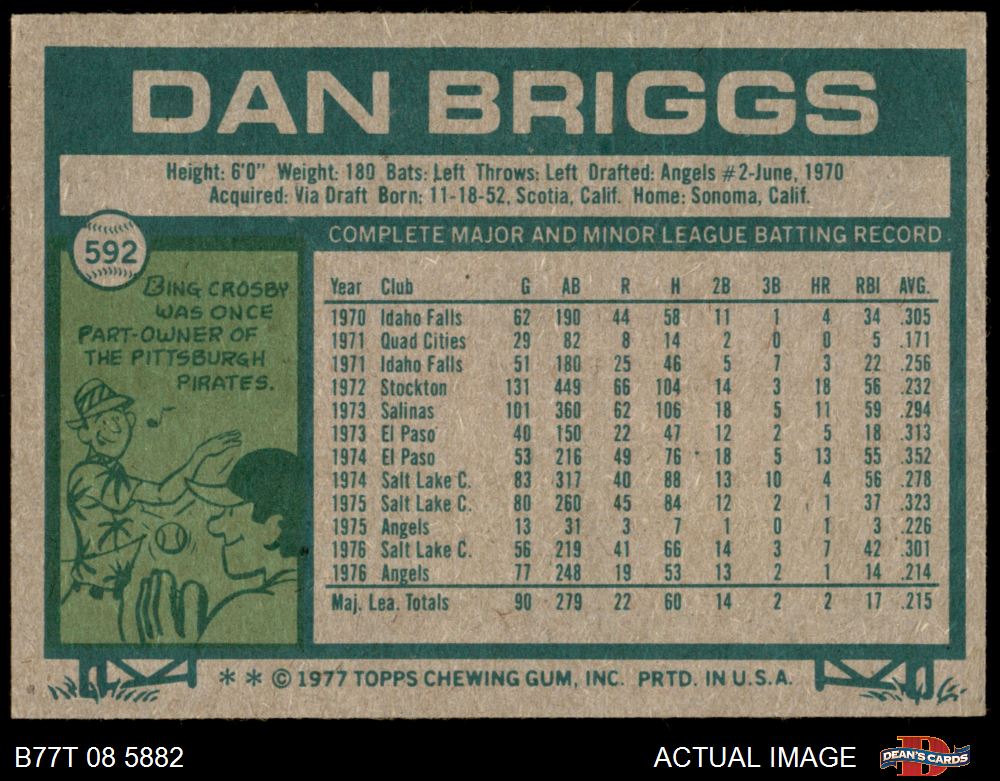 DAN BRIGGS
Height: 6'0" Weight: 180 Bats: Left Throws: Left Drafted: Angels #2-June, 1970
Acquired: Via Draft Born: 11-18-52, Scotia, Calif. Home: Sonoma, Calif.
592
BING CROSBY
WAS ONCE
PART-OWNER OF
THE PITTSBURGH
PIRATES.
COMPLETE MAJOR AND MINOR LEAGUE BATTING RECORD
Year Club G AB R H 2B 3B HR RBI AVG.
1970 Idaho Falls 62 190 44 58 11 1 4 34 .305
1971 Quad Cities 29 82 8 14 2 0 0 5 .171
1971 Idaho Falls 51 180 25 46 5 7 3 22 .256
1972 Stockton 131 449 66 104 14 3 18 56 .232
1973 Salinas 101 360 62 106 18 5 11 59 .294
1973 El Paso 40 150 22 47 12 2 5 18 .313
1974 El Paso 53 216 49 76 18 5 13 55 .352
1974 Salt Lake C. 83 317 40 88 13 10 4 56 .278
1975 Salt Lake C. 80 260 45 84 12 2 1 37 .323
1975 Angels 13 31 3 7 1 0 1 3 .226
1976 Salt Lake C. 56 219 41 66 14 3 7 42 .301
1976 Angels 77 248 19 53 13 2 1 14 .214
Maj. Lea. Totals 90 279 22 60 14 2 2 17 .215
* * © 1977 TOPPS CHEWING GUM, INC. PRTD. IN U.S.A.
B77T 08 5882
ACTUAL IMAGE
DEAN'S CARDS